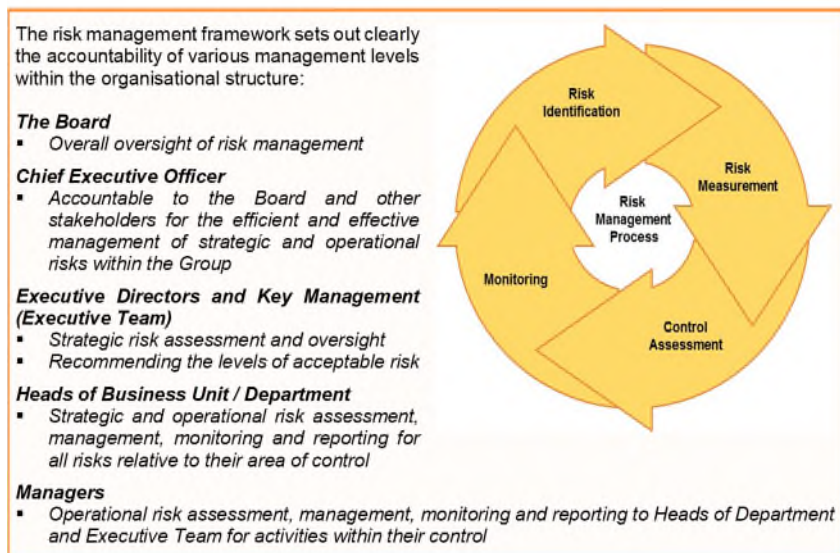 The risk management framework sets out clearly
the accountability of various management levels
within the organisational structure:
The Board
▪ Overall oversight of risk management
Chief Executive Officer
▪ Accountable to the Board and other
stakeholders for the efficient and effective
management of strategic and operational
risks within the Group
Executive Directors and Key Management
(Executive Team)
▪ Strategic risk assessment and oversight
▪ Recommending the levels of acceptable risk
Heads of Business Unit / Department
▪ Strategic and operational risk assessment,
management, monitoring and reporting for
all risks relative to their area of control
Managers
▪ Operational risk assessment, management, monitoring and reporting to Heads of Department
and Executive Team for activities within their control
Risk
Identification
Risk
Measurement
Risk
Management
Process
Monitoring
Control
Assessment